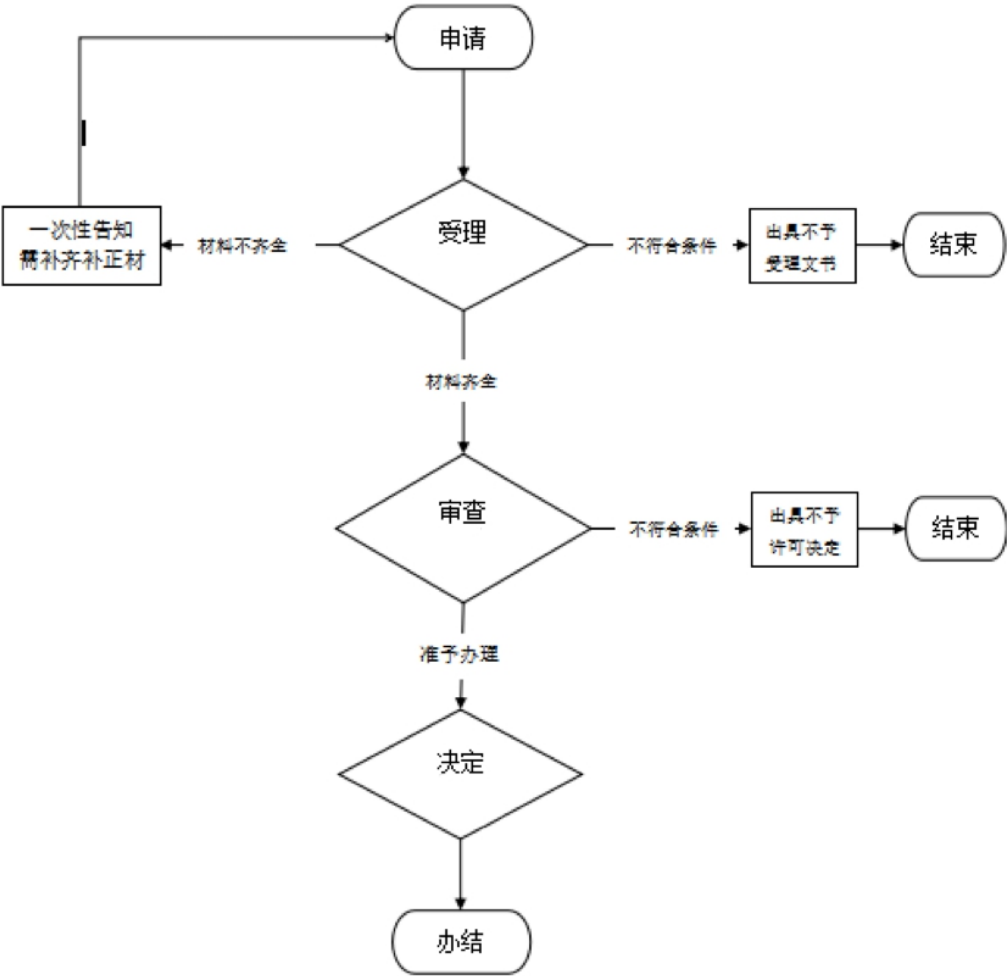 申请
受理
一次性告知
需补齐补正材
材料不齐全
不符合条件
出具不予
受理文书
结束
材料齐全
审查
不符合条件
出具不予
许可决定
结束
准予办理
决定
办结